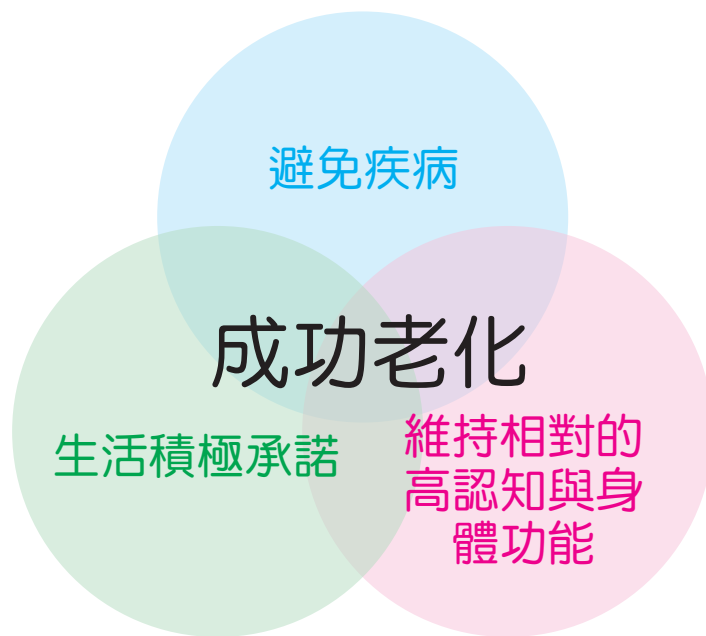 避免疾病
成功老化
生活積極承諾
維持相對的
高認知與身
體功能